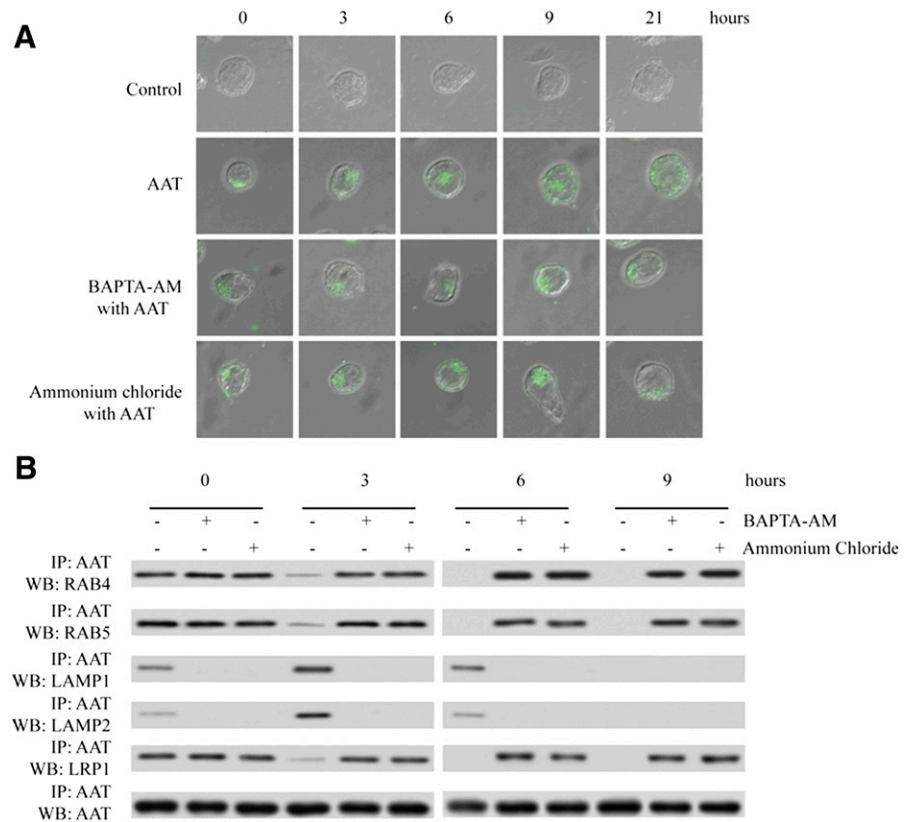 A
0 3 6 9 21 hours
Control
AAT
BAPTA-AM
with AAT
Ammonium chloride
with AAT
B
0 3 6 9 hours
- + - - + - - + - - + - BAPTA-AM
- - + - - + - - + - - + Ammonium Chloride
IP: AAT
WB: RAB4
IP: AAT
WB: RAB5
IP: AAT
WB: LAMP1
IP: AAT
WB: LAMP2
IP: AAT
WB: LRP1
IP: AAT
WB: AAT